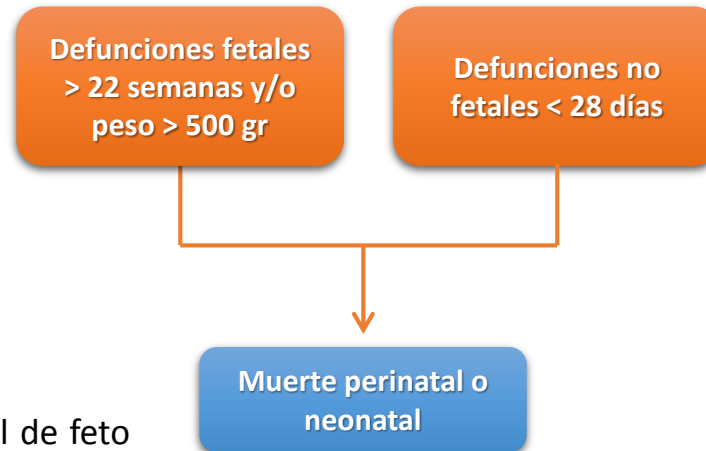 Defunciones fetales
> 22 semanas y/o
peso > 500 gr
Defunciones no
fetales < 28 días
Muerte perinatal o
neonatal
l de feto